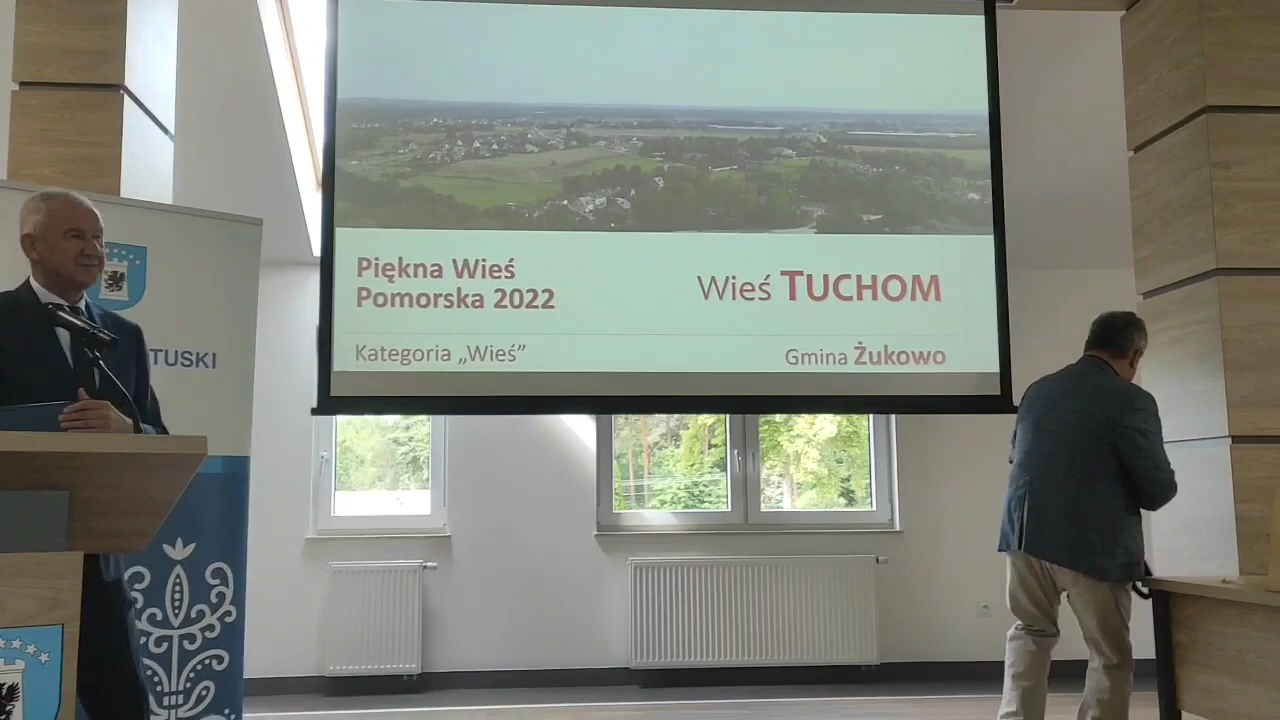 Piękna Wieś
Pomorska 2022
Wieś TUCHOM
Kategoria „Wieś”
Gmina Żukowo
TUSKI